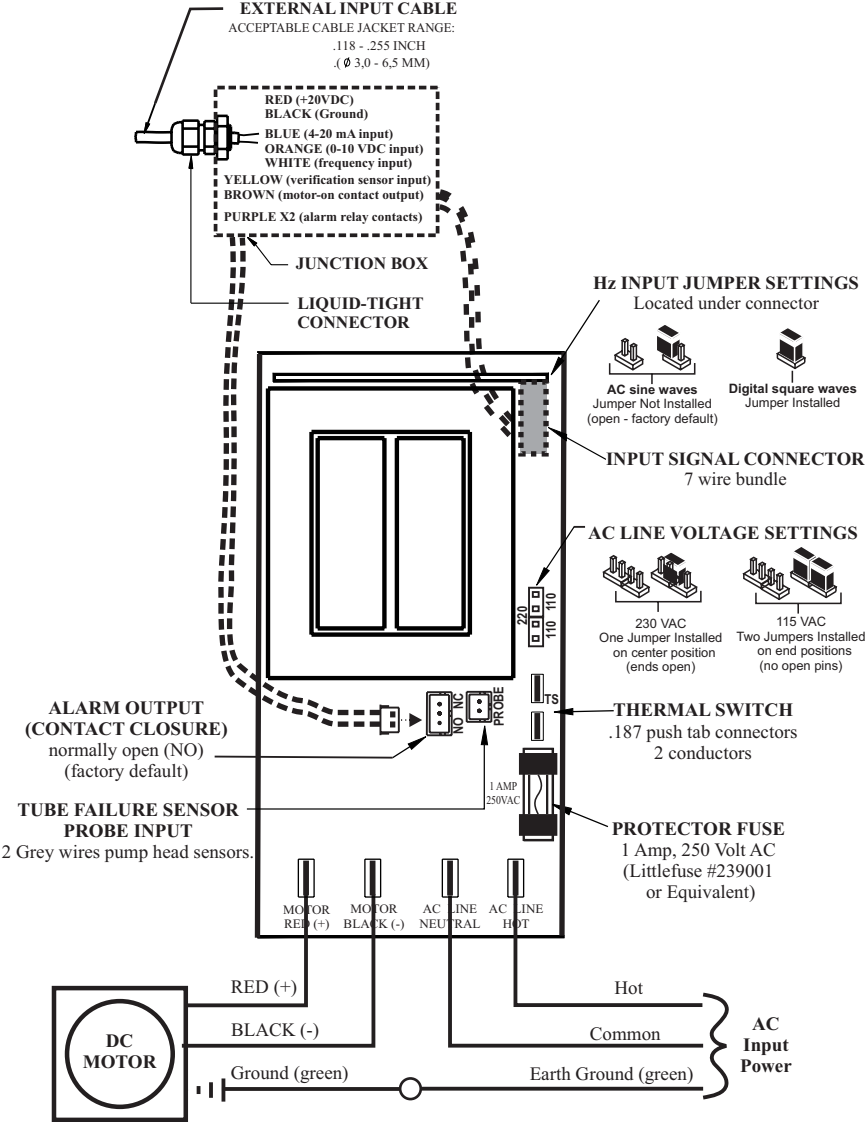 EXTERNAL INPUT CABLE
ACCEPTABLE CABLE JACKET RANGE:
.118 - .255 INCH
.( Ø 3,0 - 6,5 MM)
RED (+20VDC)
BLACK (Ground)
BLUE (4-20 mA input)
ORANGE (0-10 VDC input)
WHITE (frequency input)
YELLOW (verification sensor input)
BROWN (motor-on contact output)
PURPLE X2 (alarm relay contacts)
JUNCTION BOX
LIQUID-TIGHT
CONNECTOR
Hz INPUT JUMPER SETTINGS
Located under connector
AC sine waves
Jumper Not Installed
(open - factory default)
Digital square waves
Jumper Installed
INPUT SIGNAL CONNECTOR
7 wire bundle
AC LINE VOLTAGE SETTINGS
220
110
110
230 VAC
One Jumper Installed
on center position
(ends open)
115 VAC
Two Jumpers Installed
on end positions
(no open pins)
ALARM OUTPUT
(CONTACT CLOSURE)
normally open (NO)
(factory default)
NO NC
PROBE
TS
THERMAL SWITCH
.187 push tab connectors
2 conductors
TUBE FAILURE SENSOR
PROBE INPUT
2 Grey wires pump head sensors.
1 AMP
250VAC
PROTECTOR FUSE
1 Amp, 250 Volt AC
(Littlefuse #239001
or Equivalent)
MOTOR
RED (+)
MOTOR
BLACK (-)
AC LINE
NEUTRAL
AC LINE
HOT
RED (+)
Hot
BLACK (-)
Common
DC
MOTOR
AC
Input
Power
Ground (green)
Earth Ground (green)